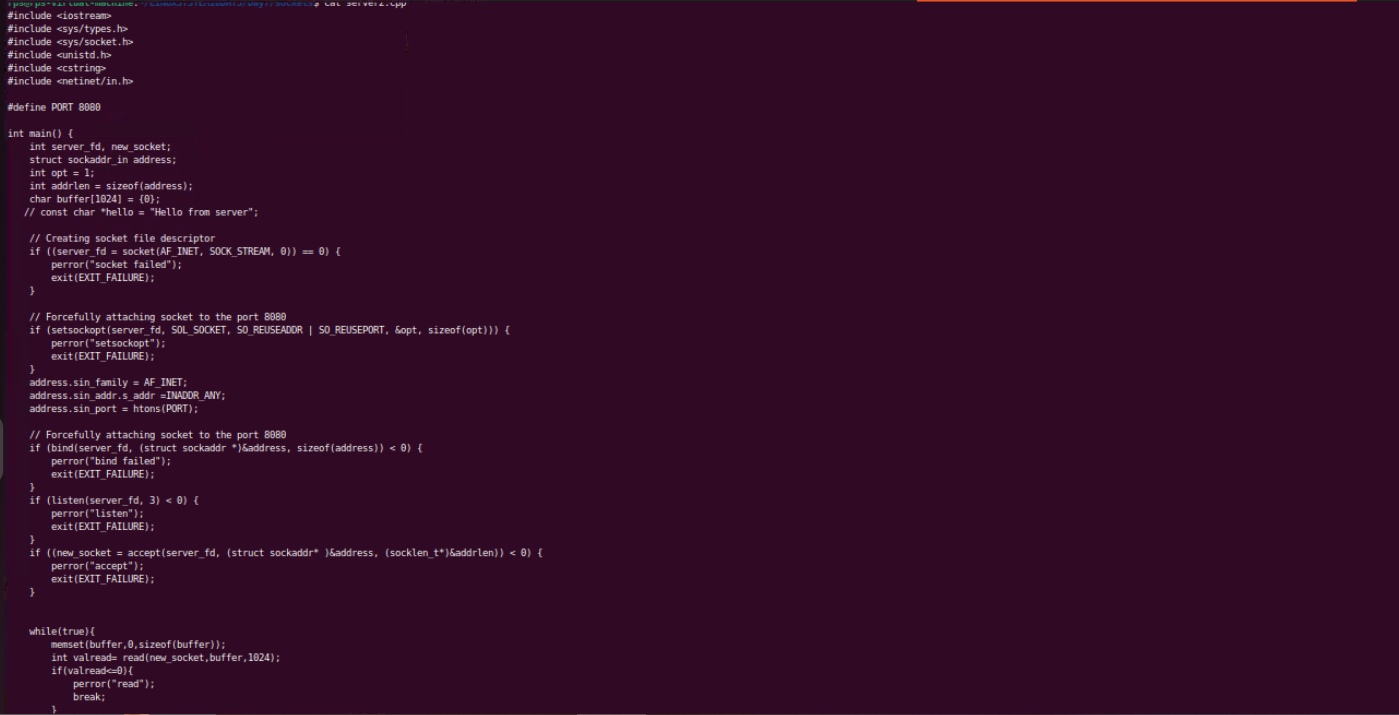 cat server2.cpp
#include <iostream>
#include <sys/types.h>
#include <sys/socket.h>
#include <unistd.h>
#include <cstring>
#include <netinet/in.h>

#define PORT 8080

int main() {
    int server_fd, new_socket;
    struct sockaddr_in address;
    int opt = 1;
    int addrlen = sizeof(address);
    char buffer[1024] = {0};
   // const char *hello = "Hello from server";

    // Creating socket file descriptor
    if ((server_fd = socket(AF_INET, SOCK_STREAM, 0)) == 0) {
        perror("socket failed");
        exit(EXIT_FAILURE);
    }

    // Forcefully attaching socket to the port 8080
    if (setsockopt(server_fd, SOL_SOCKET, SO_REUSEADDR | SO_REUSEPORT, &opt, sizeof(opt))) {
        perror("setsockopt");
        exit(EXIT_FAILURE);
    }
    address.sin_family = AF_INET;
    address.sin_addr.s_addr =INADDR_ANY;
    address.sin_port = htons(PORT);

    // Forcefully attaching socket to the port 8080
    if (bind(server_fd, (struct sockaddr *)&address, sizeof(address)) < 0) {
        perror("bind failed");
        exit(EXIT_FAILURE);
    }
    if (listen(server_fd, 3) < 0) {
        perror("listen");
        exit(EXIT_FAILURE);
    }
    if ((new_socket = accept(server_fd, (struct sockaddr* )&address, (socklen_t*)&addrlen)) < 0) {
        perror("accept");
        exit(EXIT_FAILURE);
    }


    while(true){
        memset(buffer,0,sizeof(buffer));
        int valread= read(new_socket,buffer,1024);
        if(valread<=0){
            perror("read");
            break;
        }